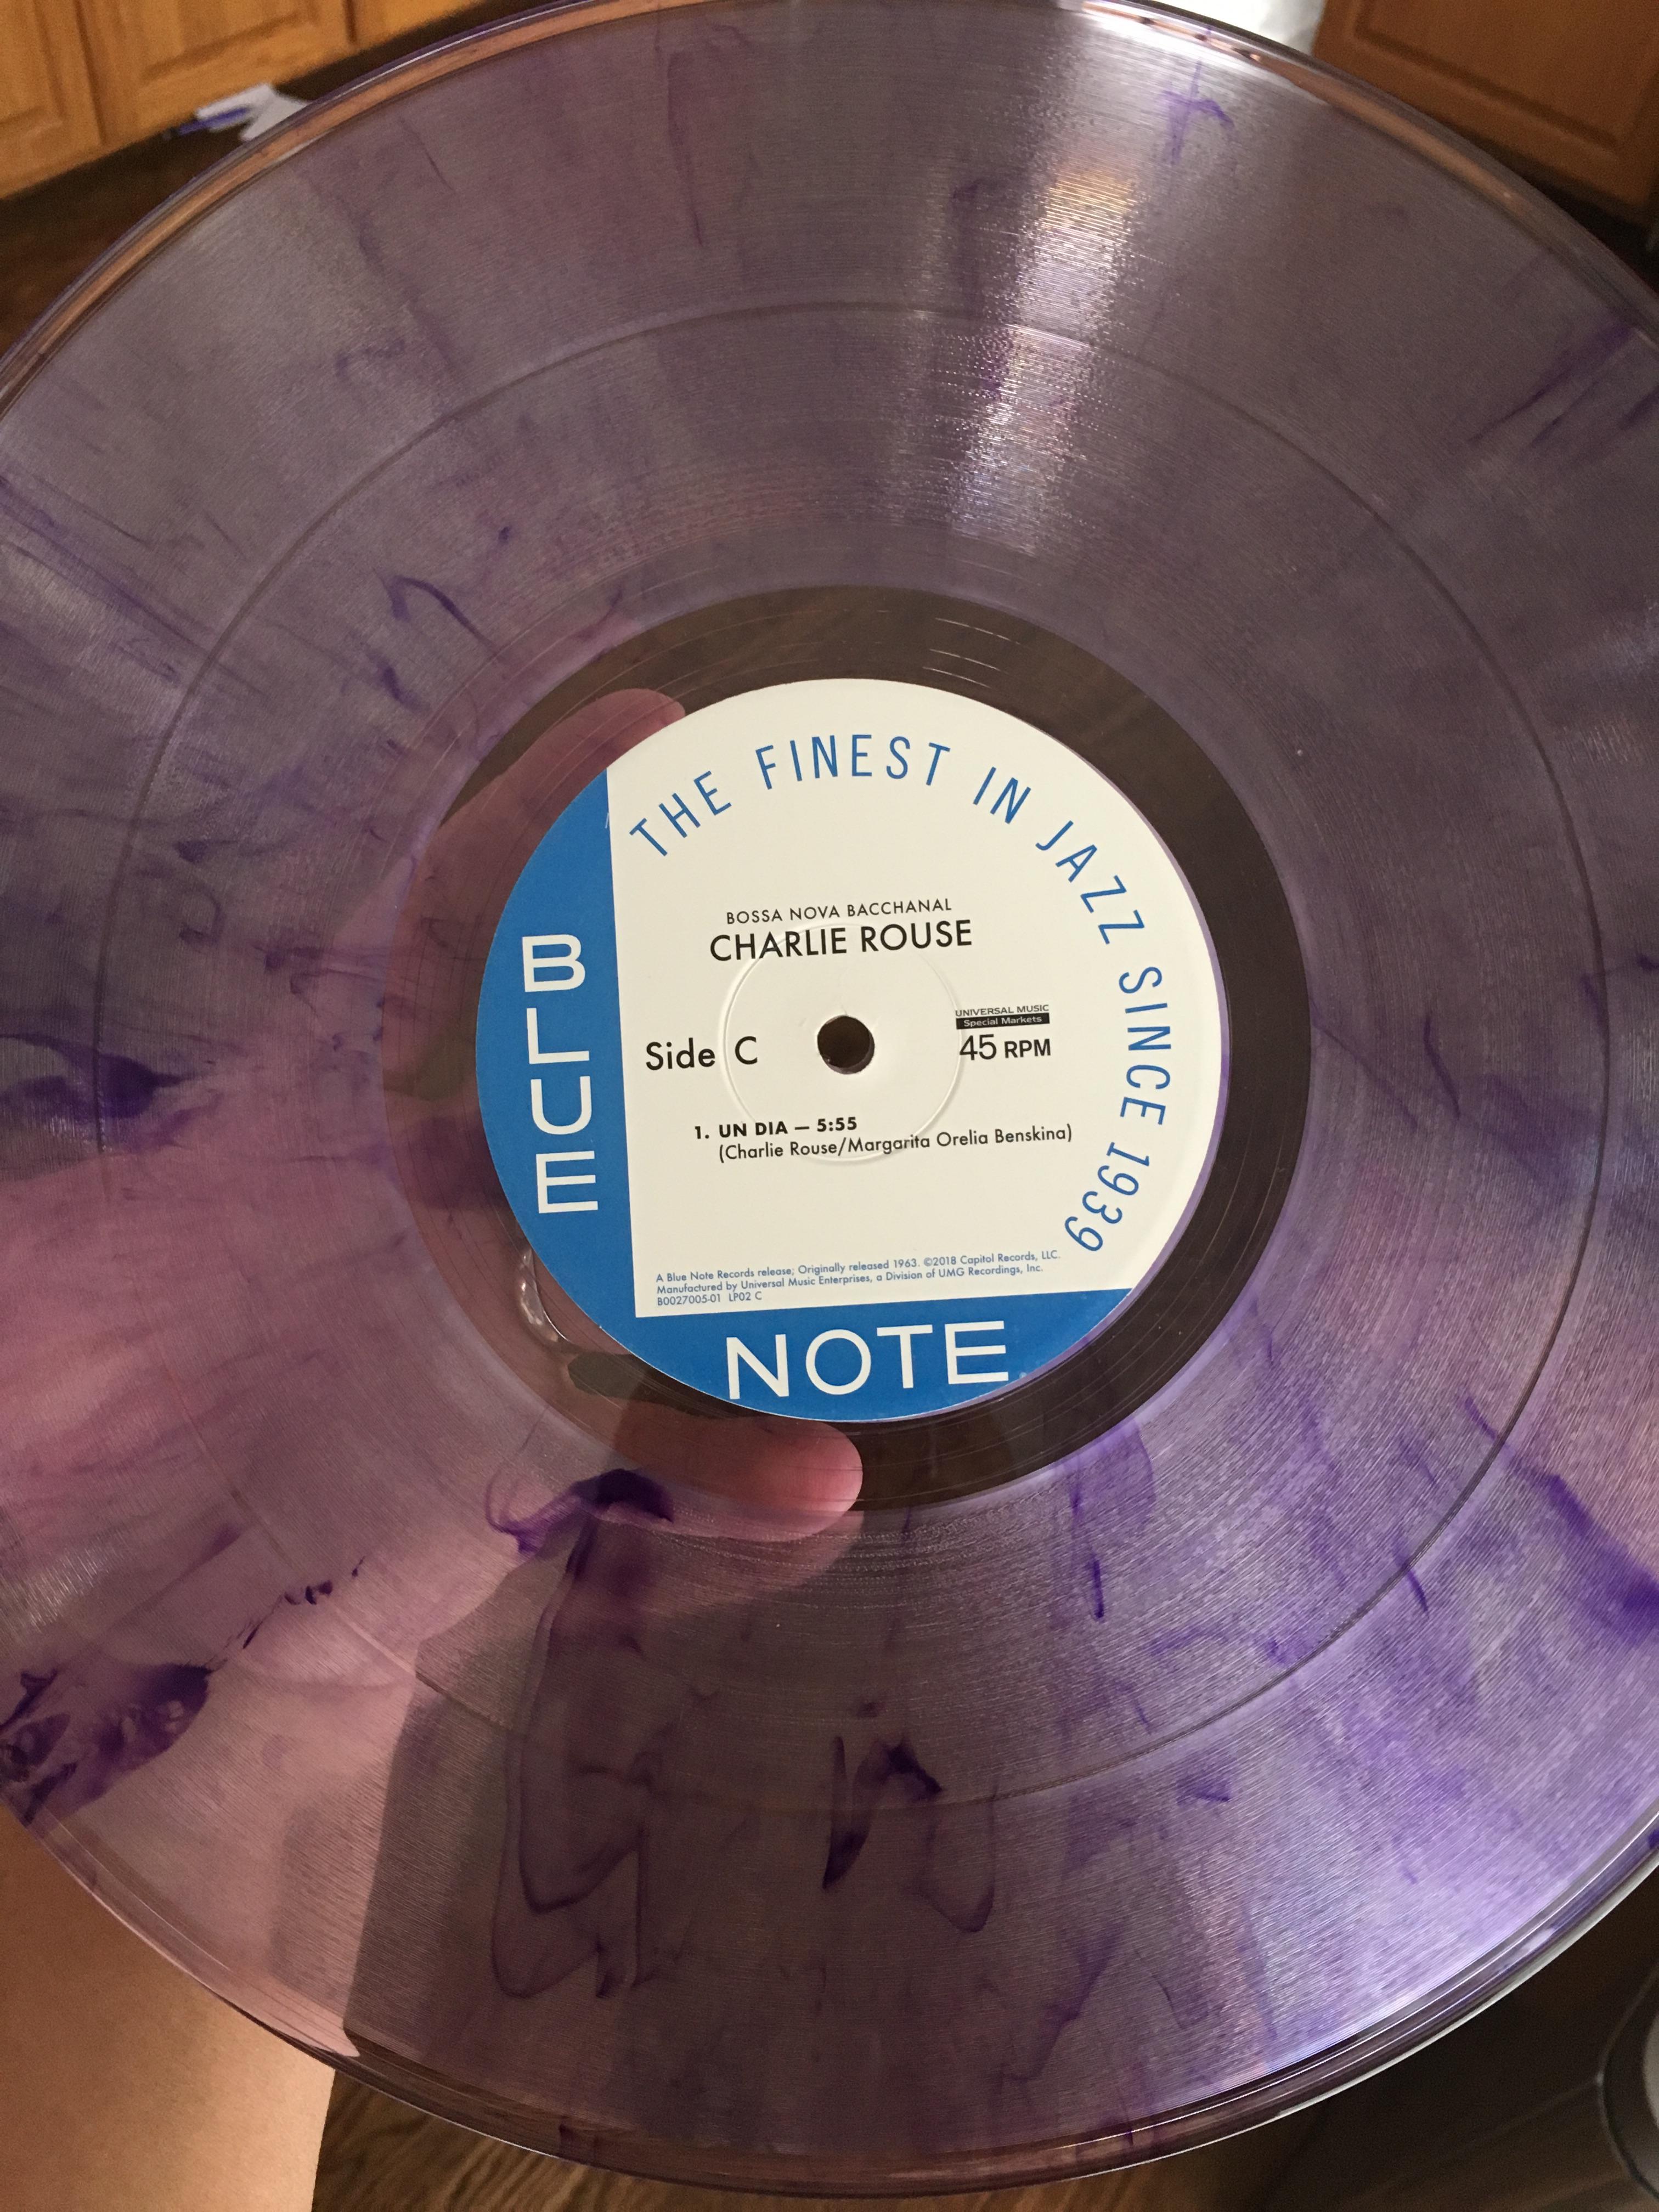 THE FINEST IN JAZZ SINCE 1939
BOSSA NOVA BACCHANAL
CHARLIE ROUSE
UNIVERSAL MUSIC
Special Markets
Side C
45 RPM
1. UN DIA — 5:55
(Charlie Rouse/Margarita Orelia Benskina)
A Blue Note Records release; Originally released 1963. ©2018 Capitol Records, LLC.
Manufactured by Universal Music Enterprises, a Division of UMG Recordings, Inc.
B0027005-01 LP02 C
BLUE
NOTE